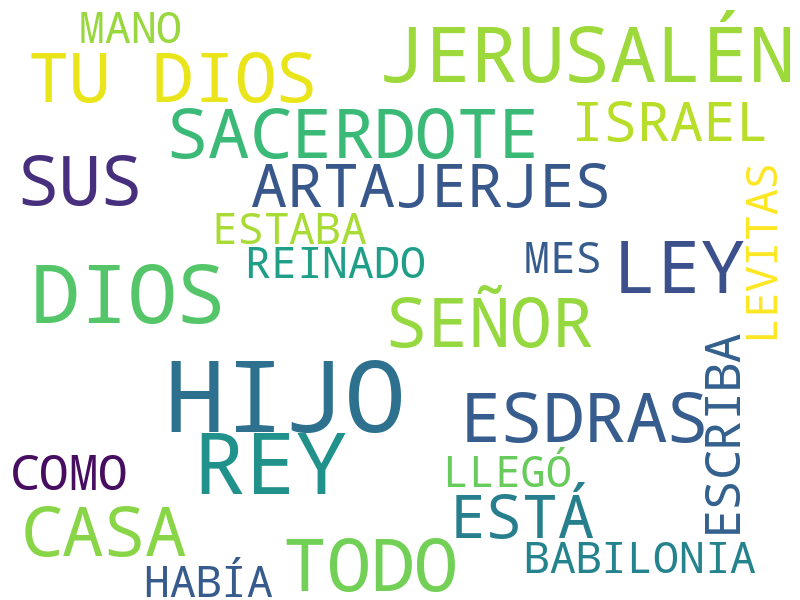 MANO
JERUSALÉN
TU DIOS
SACERDOTE
ISRAEL
SUS
ARTAJERJES
LEVITAS
ESTABA
REINADO
MES
LEY
DIOS
SEÑOR
HIJO
ESCRIBA
ESDRAS
REY
COMO
LLEGÓ
CASA
ESTÁ
TODO
BABILONIA
HABÍA